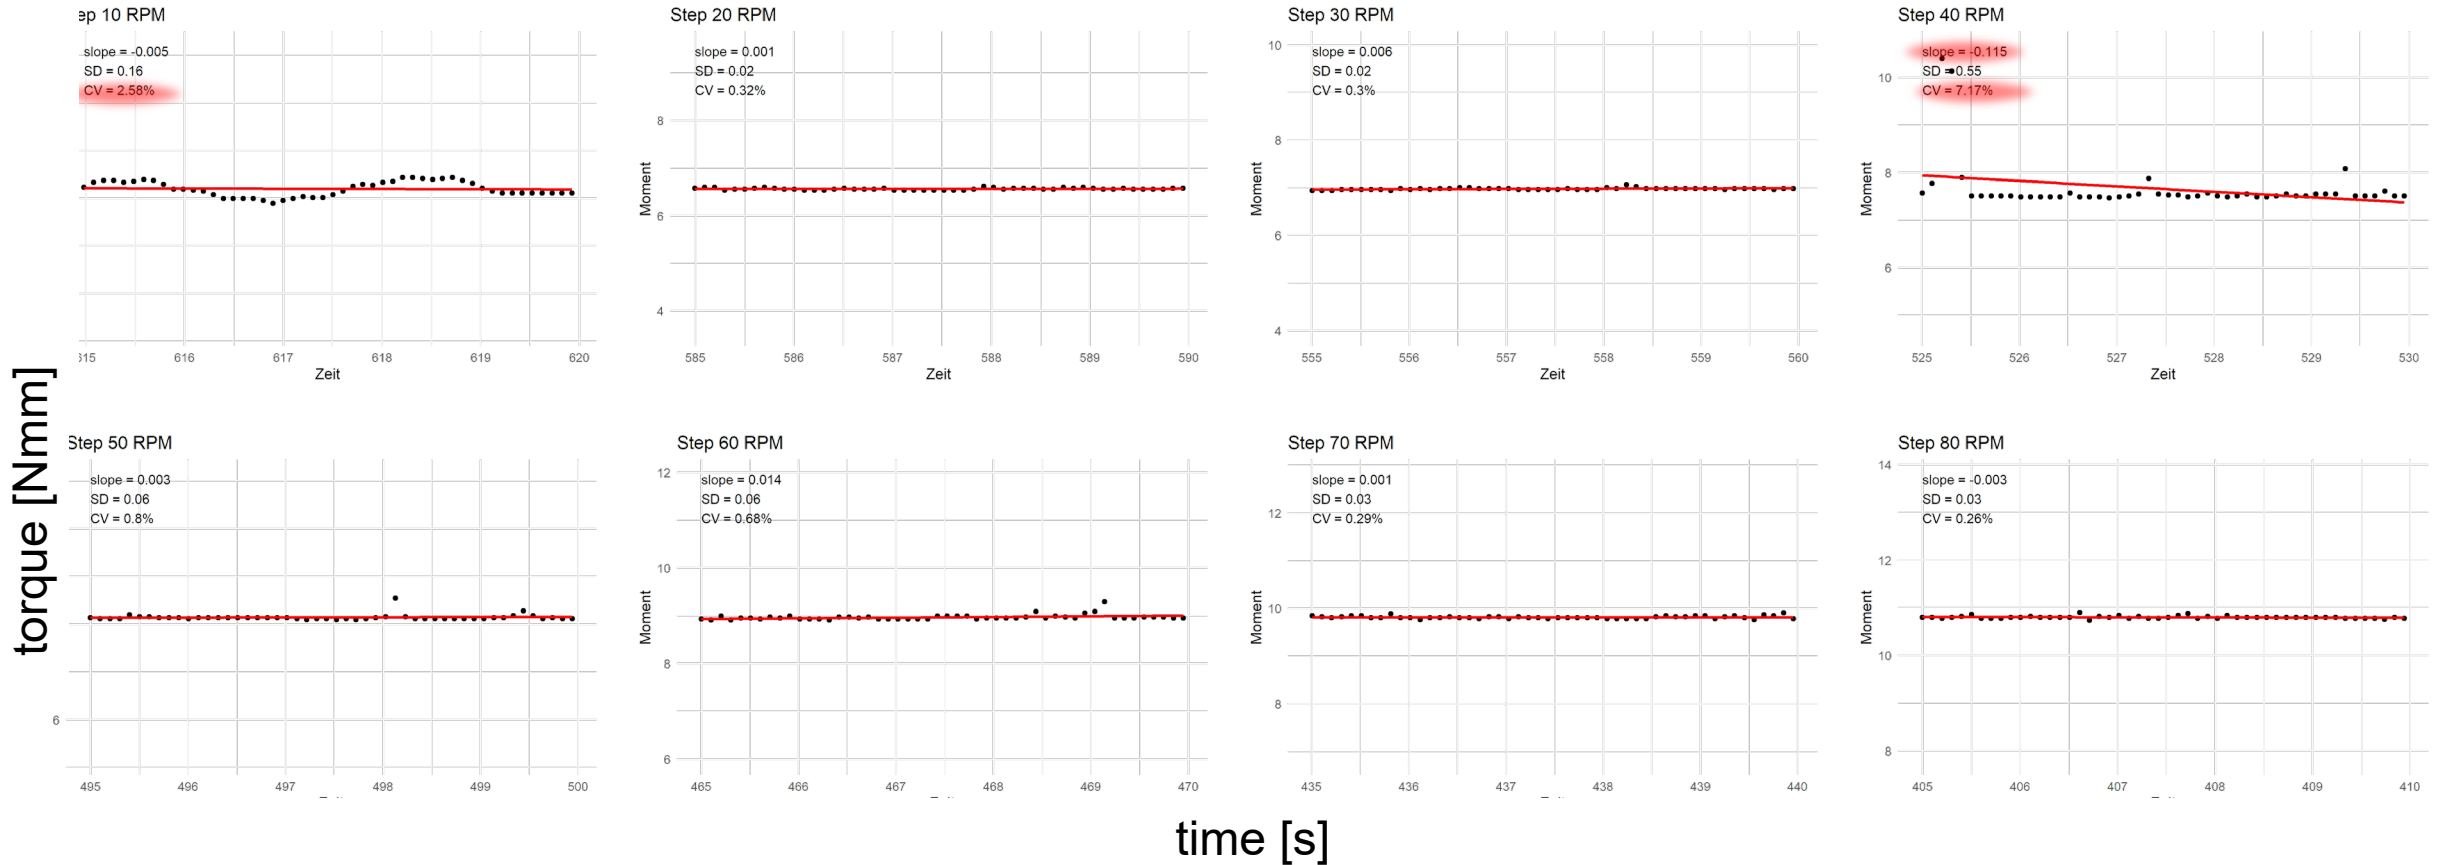 ep 10 RPM
slope = -0.005
SD = 0.16
CV = 2.58%
615 616 617 618 619 620
Zeit
Step 20 RPM
slope = 0.001
SD = 0.02
CV = 0.32%
8
6
4
Moment
585 586 587 588 589 590
Zeit
Step 30 RPM
slope = 0.006
SD = 0.02
CV = 0.3%
10
8
6
4
Moment
555 556 557 558 559 560
Zeit
Step 40 RPM
slope = -0.115
SD = 0.55
CV = 7.17%
10
8
6
Moment
525 526 527 528 529 530
Zeit
Step 50 RPM
slope = 0.003
SD = 0.06
CV = 0.8%
6
495 496 497 498 499 500
Step 60 RPM
slope = 0.014
SD = 0.06
CV = 0.68%
12
10
8
6
Moment
465 466 467 468 469 470
Step 70 RPM
slope = 0.001
SD = 0.03
CV = 0.29%
12
10
8
Moment
435 436 437 438 439 440
Step 80 RPM
slope = -0.003
SD = 0.03
CV = 0.26%
14
12
10
8
Moment
405 406 407 408 409 410
torque [Nmm]
time [s]